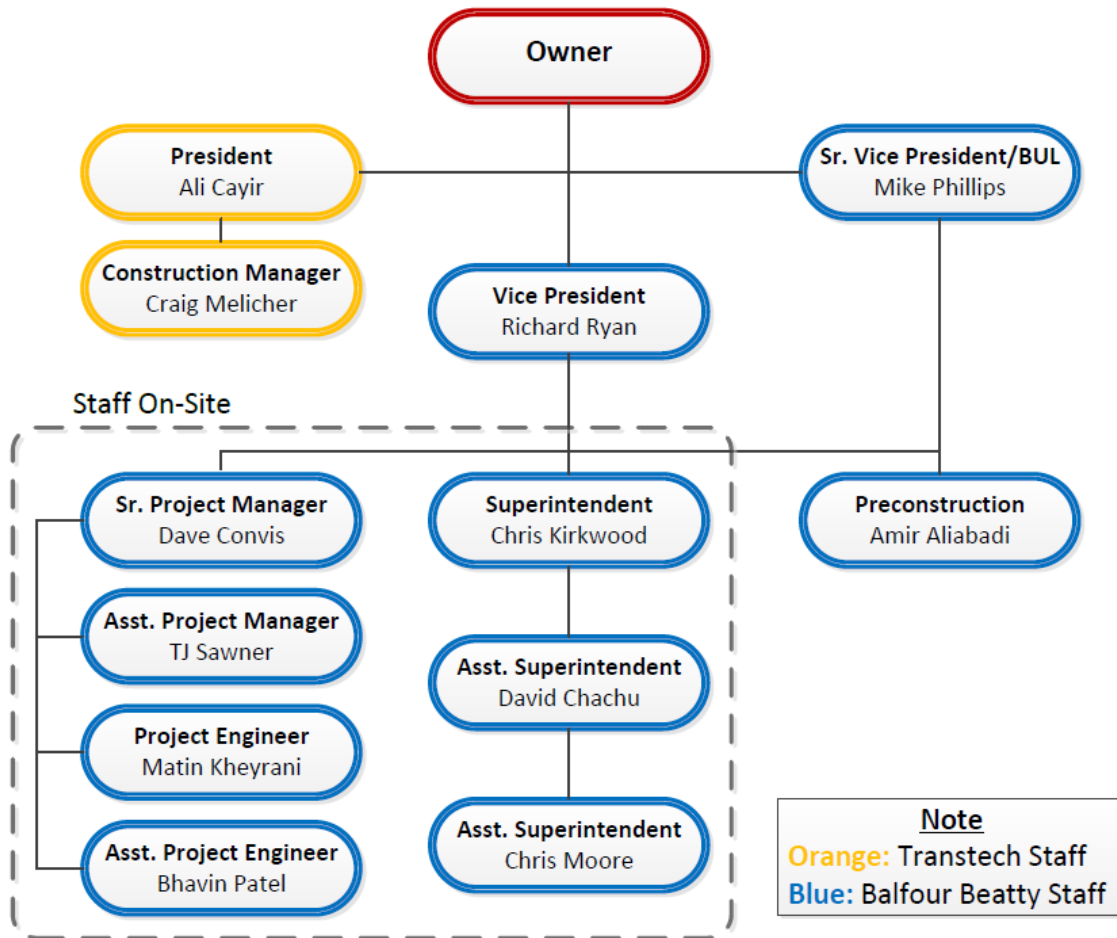 Owner
President
Ali Cayir
Sr. Vice President/BUL
Mike Phillips
Construction Manager
Craig Melicher
Vice President
Richard Ryan
Staff On-Site
Sr. Project Manager
Dave Convis
Superintendent
Chris Kirkwood
Preconstruction
Amir Aliabadi
Asst. Project Manager
TJ Sawner
Asst. Superintendent
David Chachu
Project Engineer
Matin Kheyrani
Asst. Superintendent
Chris Moore
Asst. Project Engineer
Bhavin Patel
Note
Orange: Transtech Staff
Blue: Balfour Beatty Staff